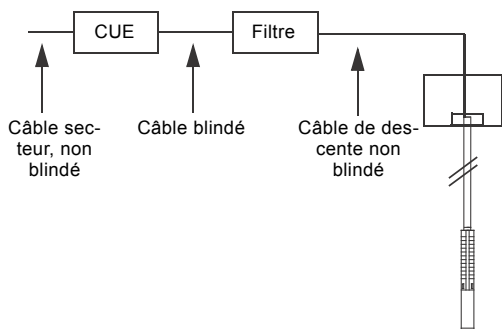 CUE
Filtre
Câble sec-
teur, non
blindé
Câble blindé
Câble de des-
cente non
blindé